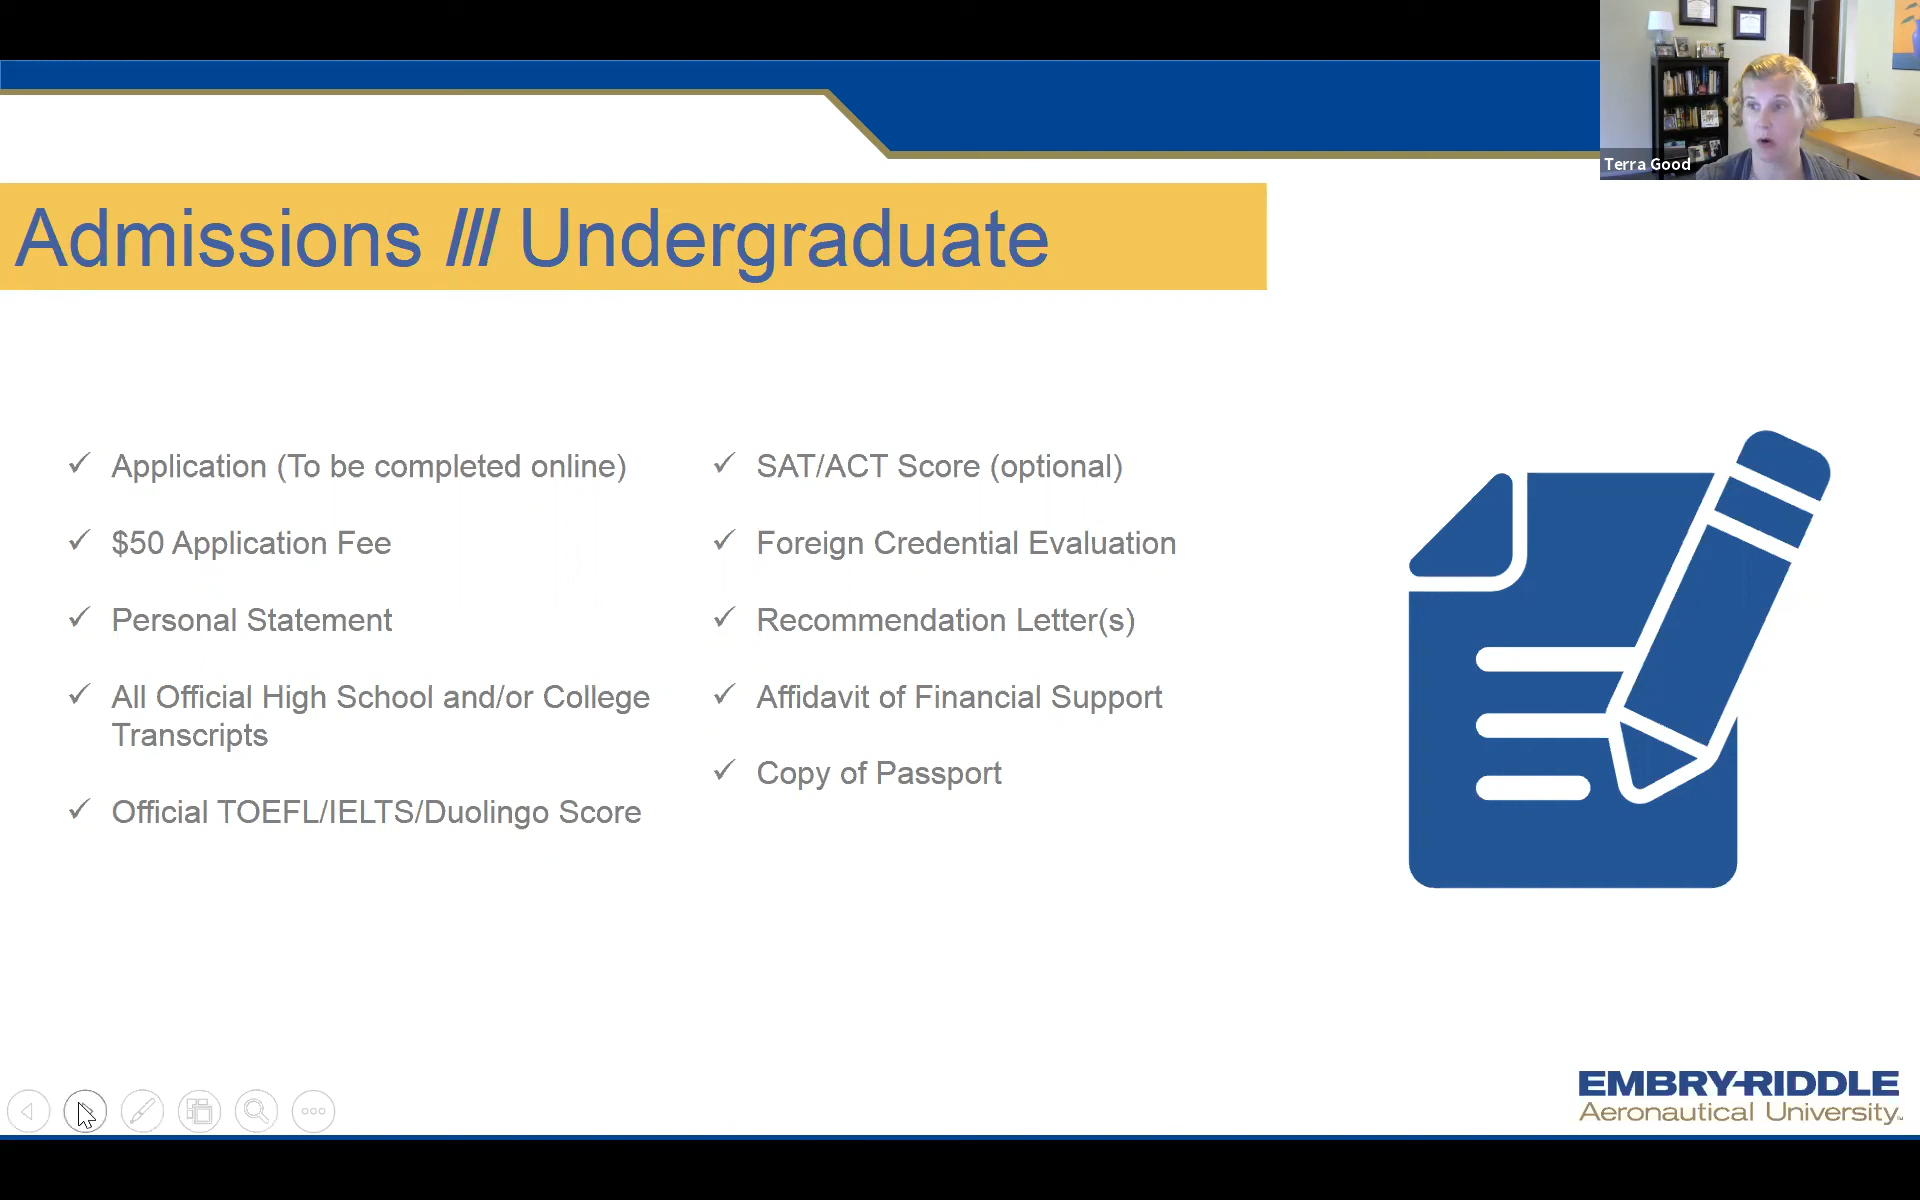 Terra Good
Admissions /// Undergraduate
Application (To be completed online)
$50 Application Fee
Personal Statement
All Official High School and/or College
Transcripts
Official TOEFL/IELTS/Duolingo Score
SAT/ACT Score (optional)
Foreign Credential Evaluation
Recommendation Letter(s)
Affidavit of Financial Support
Copy of Passport
EMBRY-RIDDLE
Aeronautical University